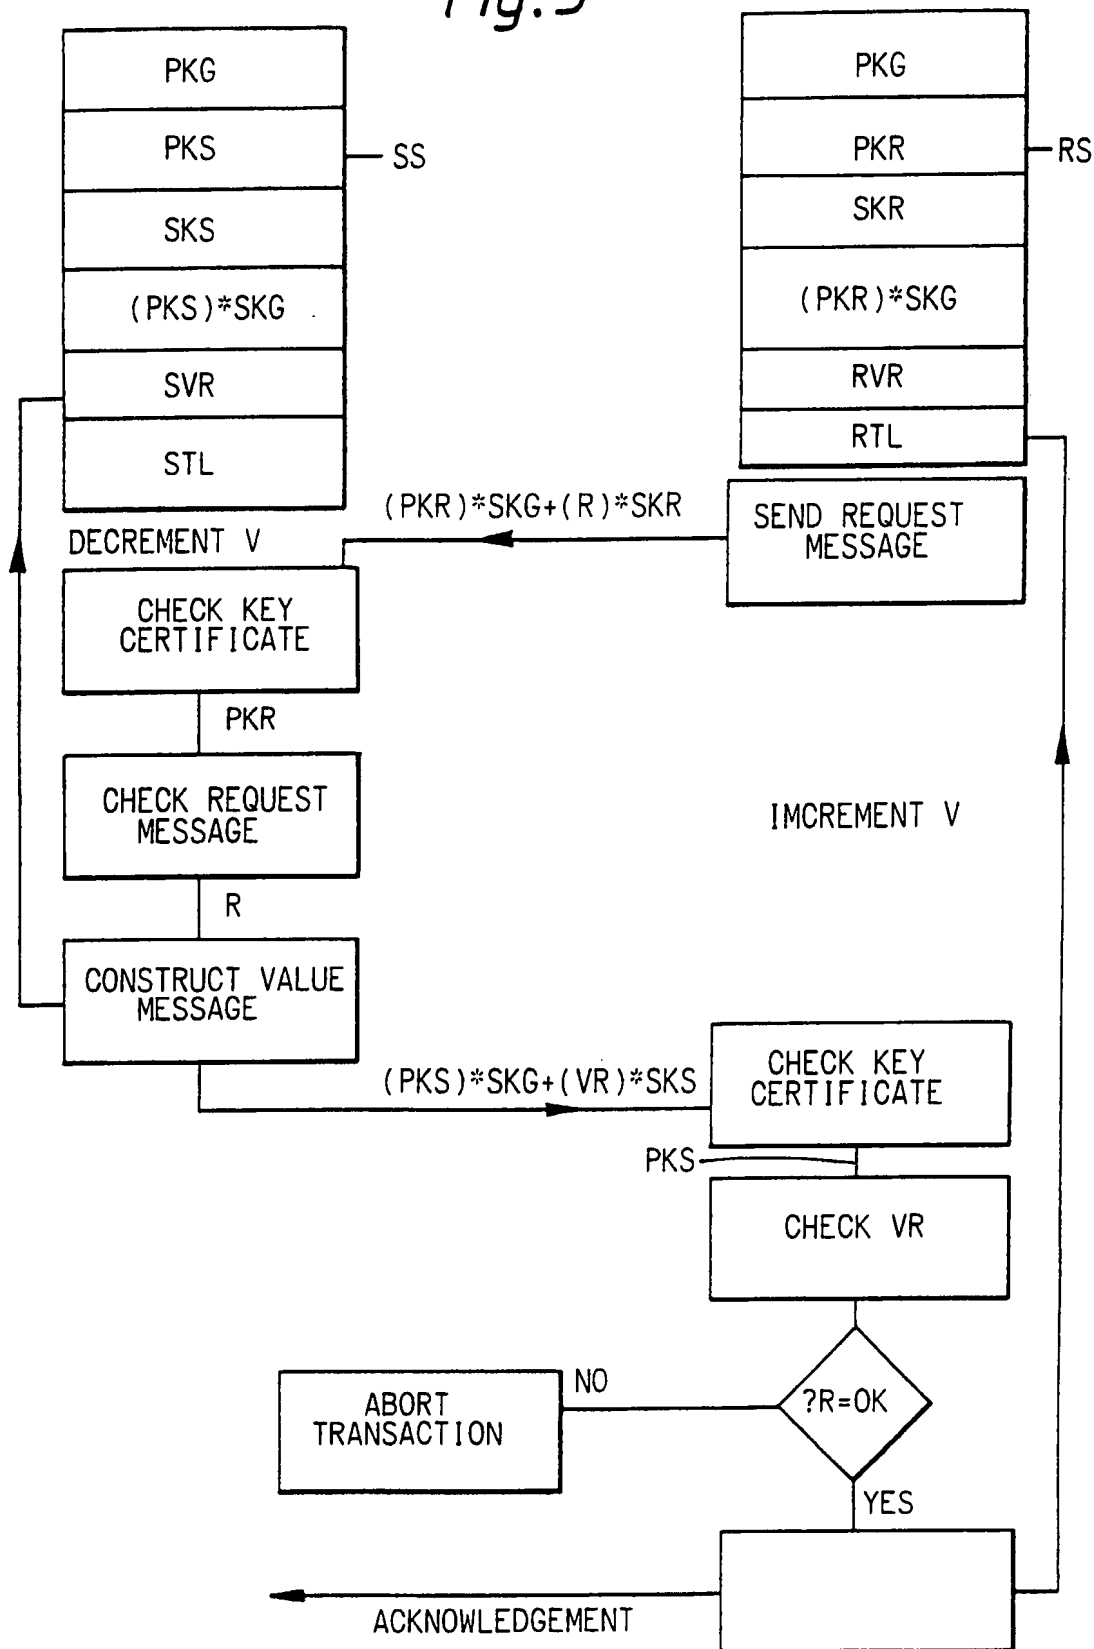 Fig.5
PKG
PKS
SS
SKS
(PKS)*SKG
SVR
STL
PKG
PKR
RS
SKR
(PKR)*SKG
RVR
RTL
(PKR)*SKG+(R)*SKR
SEND REQUEST
MESSAGE
DECREMENT V
CHECK KEY
CERTIFICATE
PKR
CHECK REQUEST
MESSAGE
IMCREMENT V
R
CONSTRUCT VALUE
MESSAGE
(PKS)*SKG+(VR)*SKS
CHECK KEY
CERTIFICATE
PKS
CHECK VR
?R=OK
NO
ABORT
TRANSACTION
YES
ACKNOWLEDGEMENT